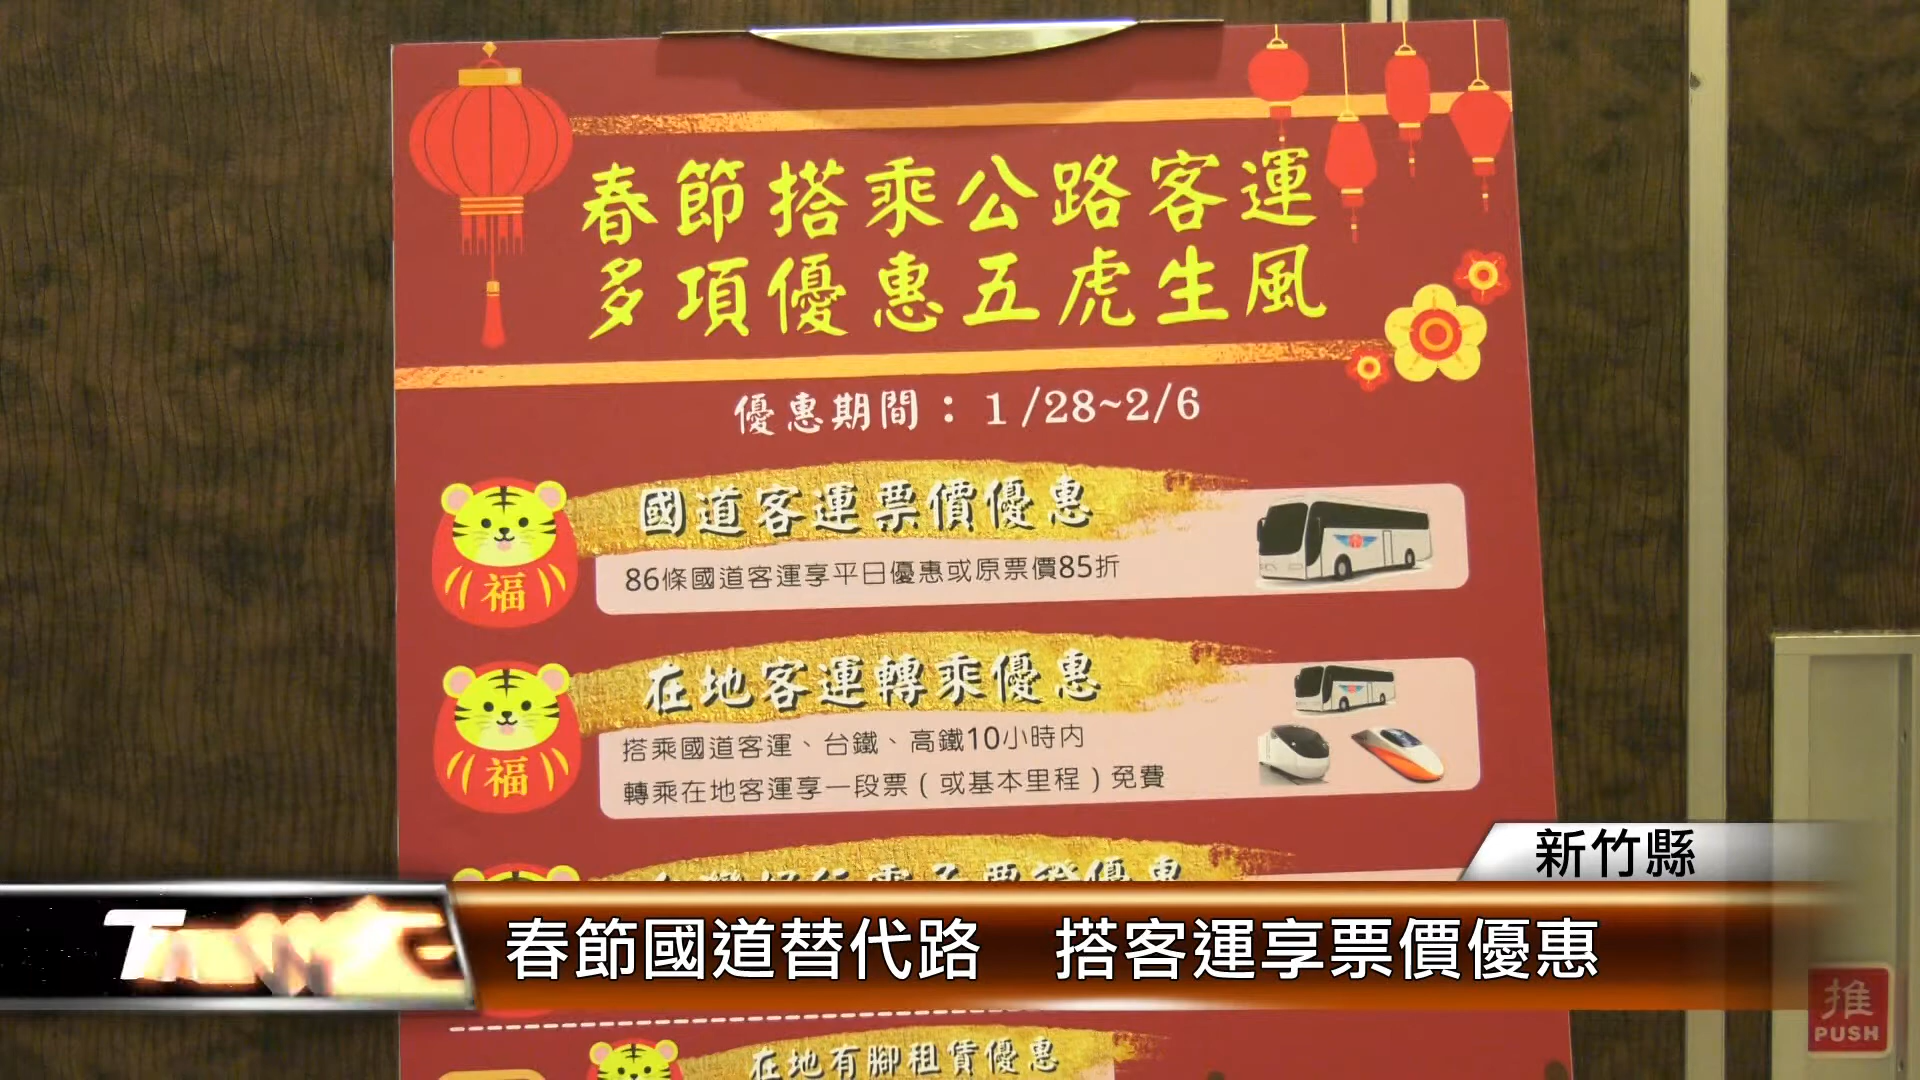 春節搭乘公路客運
多項優惠五虎生風
優惠期間：1/28~2/6
國道客運票價優惠
86條國道客運享平日優惠或原票價85折
福
在地客運轉乘優惠
搭乘國道客運、台鐵、高鐵10小時內
轉乘在地客運享一段票（或基本里程）免費
福
新竹縣
春節國道替代路 搭客運享票價優惠
推
PUSH
在地有腳租賃優惠